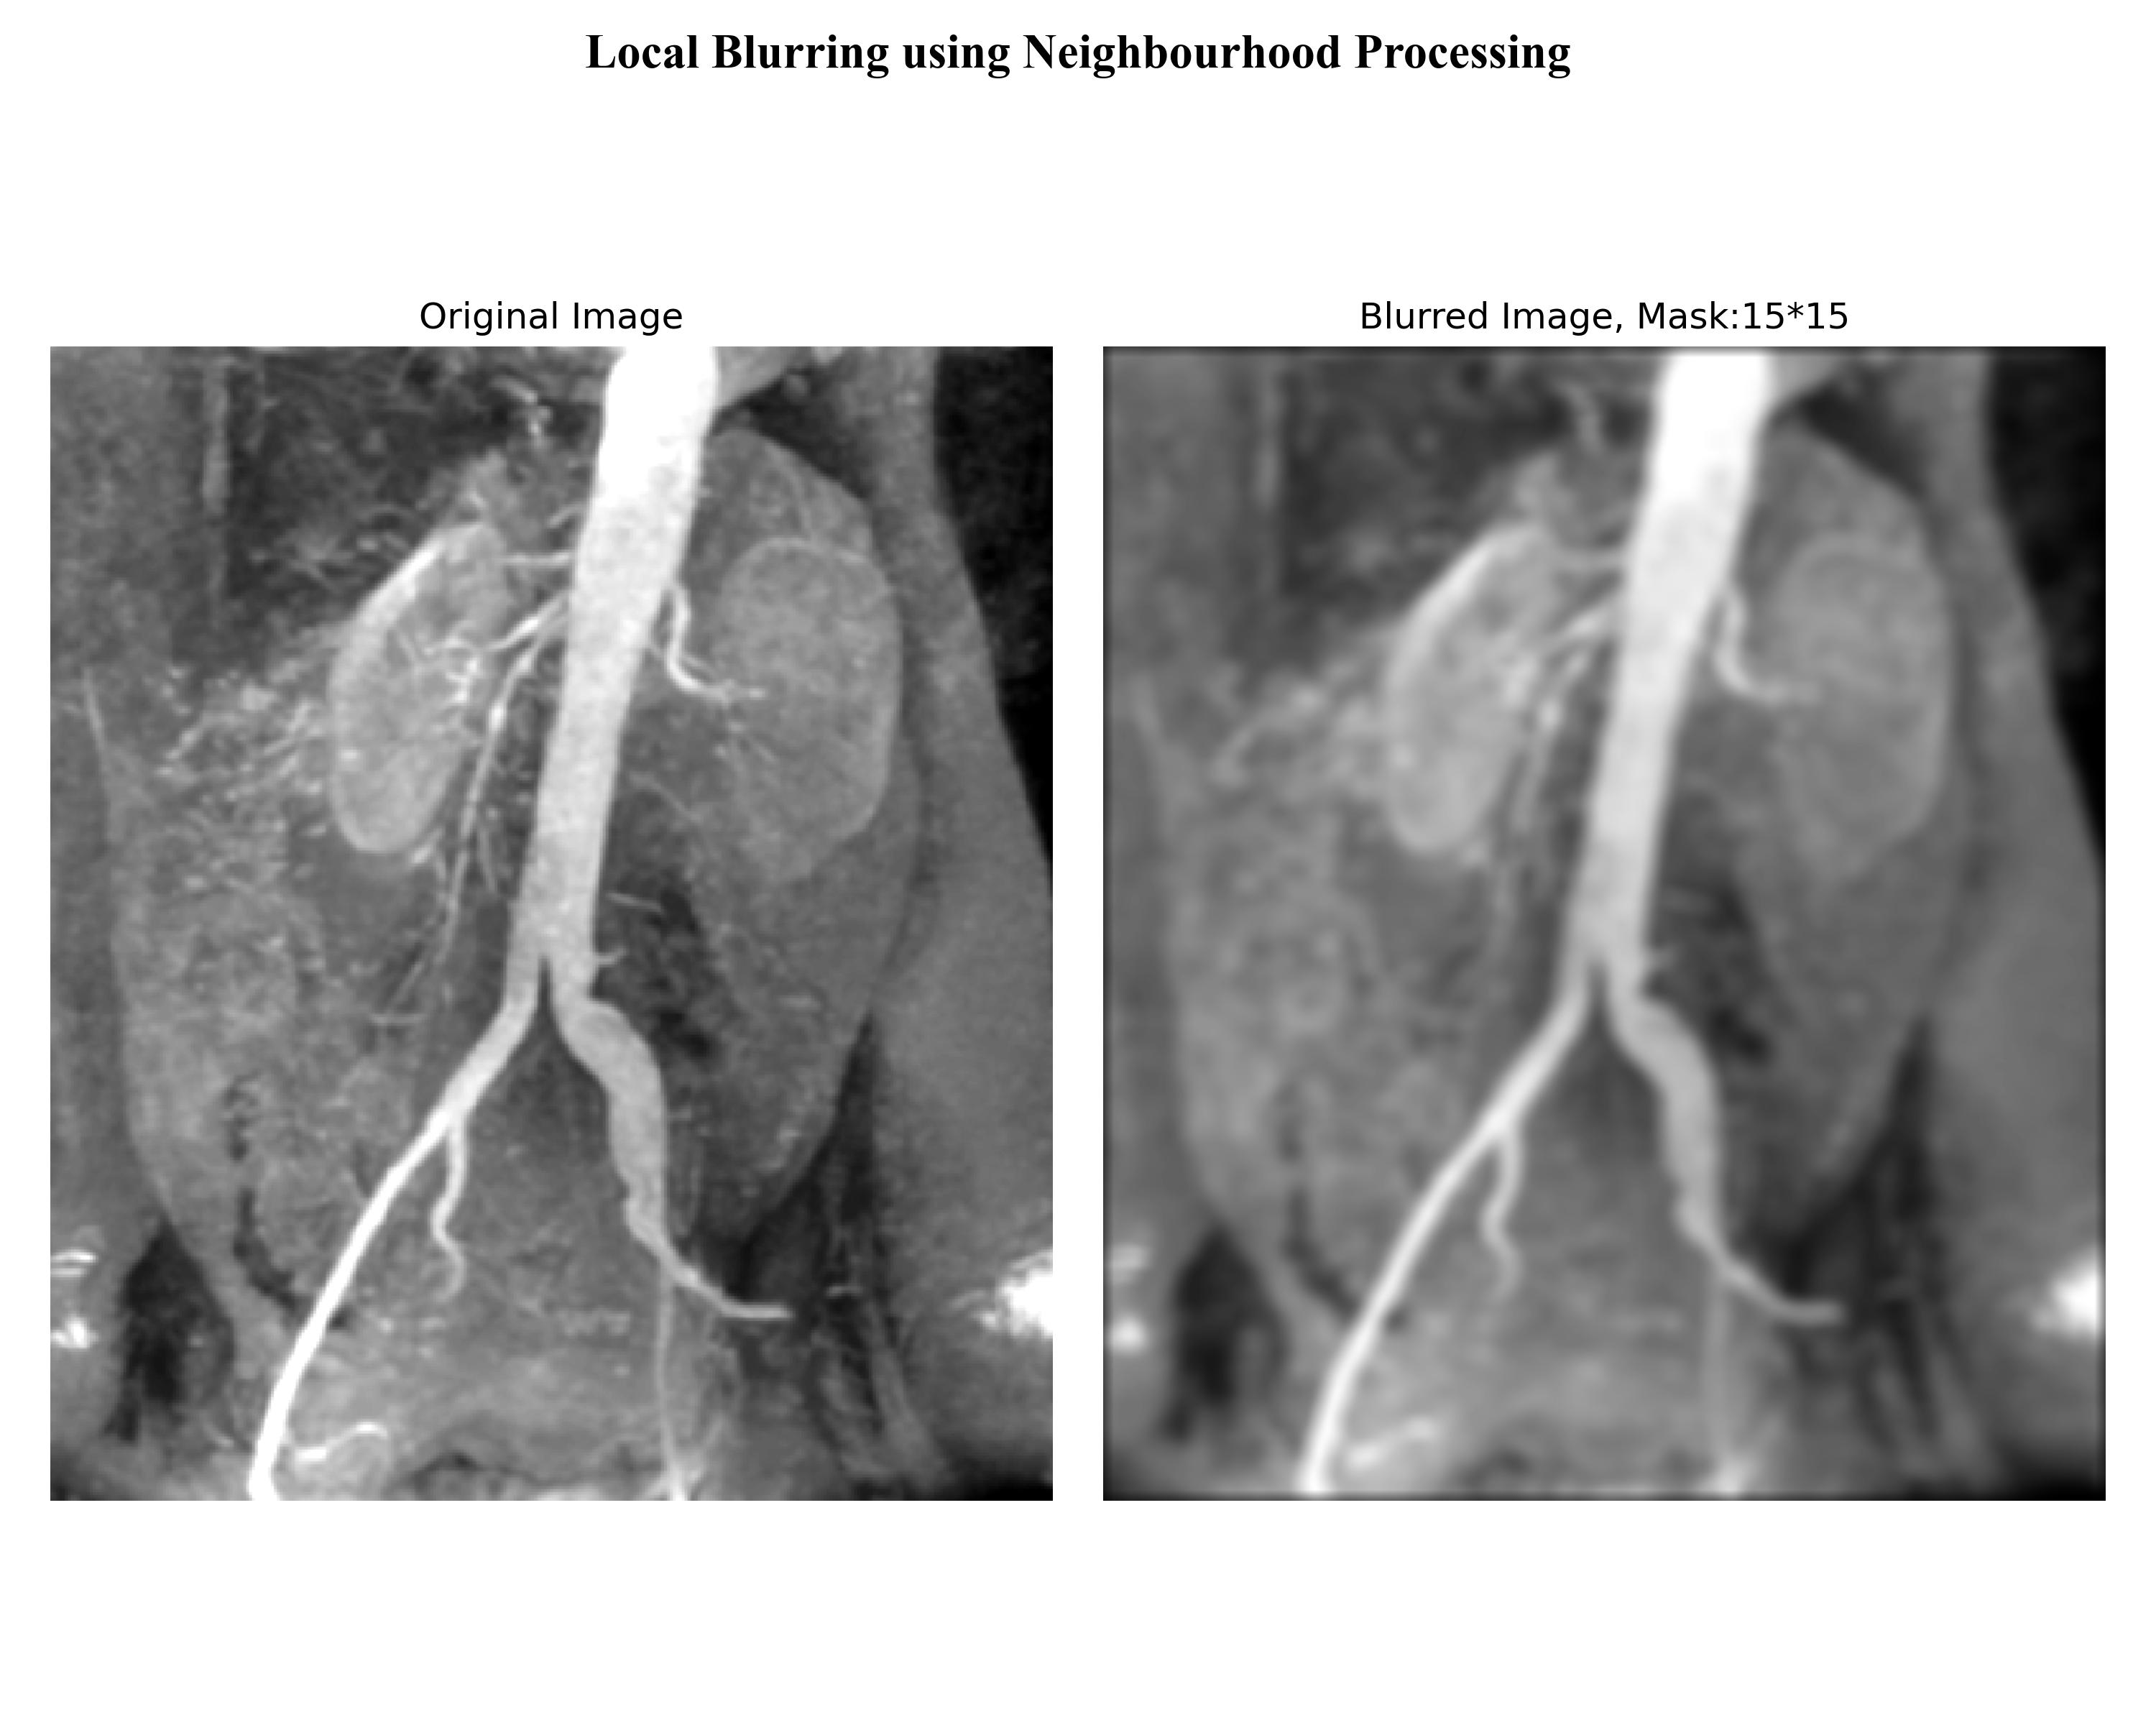 Local Blurring using Neighbourhood Processing
Original Image
Blurred Image, Mask:15*15